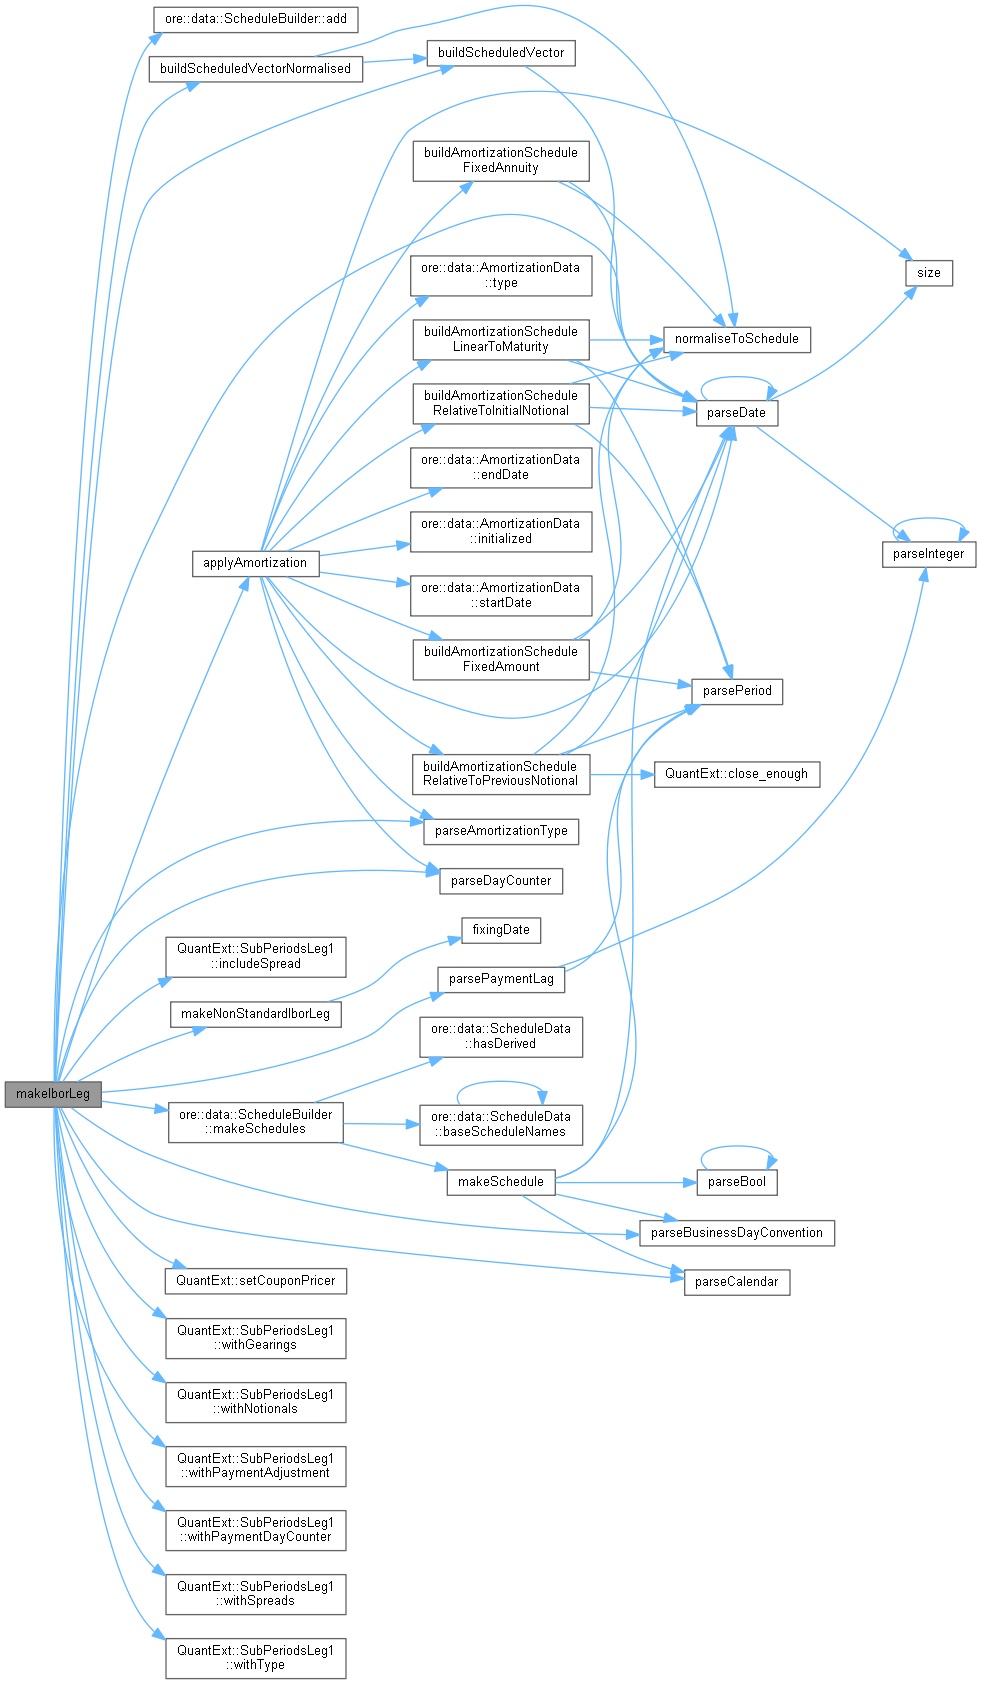 ore::data::ScheduleBuilder::add
buildScheduledVector
buildScheduledVectorNormalised
buildAmortizationSchedule
FixedAnnuity
ore::data::AmortizationData
::type
size
buildAmortizationSchedule
LinearToMaturity
normaliseToSchedule
buildAmortizationSchedule
RelativeToInitialNotional
parseDate
ore::data::AmortizationData
::endDate
ore::data::AmortizationData
::initialized
parseInteger
applyAmortization
ore::data::AmortizationData
::startDate
buildAmortizationSchedule
FixedAmount
parsePeriod
buildAmortizationSchedule
RelativeToPreviousNotional
QuantExt::close_enough
parseAmortizationType
parseDayCounter
fixingDate
QuantExt::SubPeriodsLeg1
::includeSpread
parsePaymentLag
makeNonStandardIborLeg
ore::data::ScheduleData
::hasDerived
makeIborLeg
ore::data::ScheduleBuilder
::makeSchedules
ore::data::ScheduleData
::baseScheduleNames
makeSchedule
parseBool
parseBusinessDayConvention
QuantExt::setCouponPricer
parseCalendar
QuantExt::SubPeriodsLeg1
::withGearings
QuantExt::SubPeriodsLeg1
::withNotionals
QuantExt::SubPeriodsLeg1
::withPaymentAdjustment
QuantExt::SubPeriodsLeg1
::withPaymentDayCounter
QuantExt::SubPeriodsLeg1
::withSpreads
QuantExt::SubPeriodsLeg1
::withType